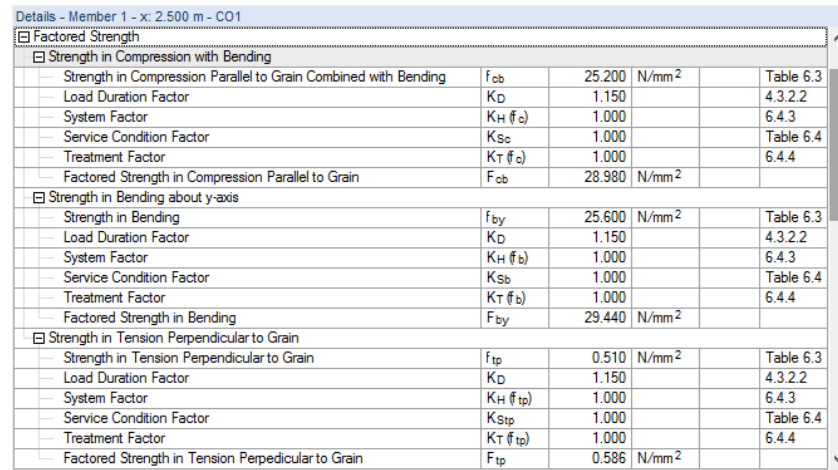 Details - Member 1 - x: 2.500 m - CO1
Factored Strength
Strength in Compression with Bending
Strength in Compression Parallel to Grain Combined with Bending fcb 25.200 N/mm2 Table 6.3
Load Duration Factor KD 1.150 4.3.2.2
System Factor KH (fc) 1.000 6.4.3
Service Condition Factor KSc 1.000 Table 6.4
Treatment Factor KT (fc) 1.000 6.4.4
Factored Strength in Compression Parallel to Grain Fcb 28.980 N/mm2
Strength in Bending about y-axis
Strength in Bending fby 25.600 N/mm2 Table 6.3
Load Duration Factor KD 1.150 4.3.2.2
System Factor KH (fb) 1.000 6.4.3
Service Condition Factor KSb 1.000 Table 6.4
Treatment Factor KT (fb) 1.000 6.4.4
Factored Strength in Bending Fby 29.440 N/mm2
Strength in Tension Perpendicular to Grain
Strength in Tension Perpendicular to Grain ftp 0.510 N/mm2 Table 6.3
Load Duration Factor KD 1.150 4.3.2.2
System Factor KH (ftp) 1.000 6.4.3
Service Condition Factor KStp 1.000 Table 6.4
Treatment Factor KT (ftp) 1.000 6.4.4
Factored Strength in Tension Perpedicular to Grain Ftp 0.586 N/mm2